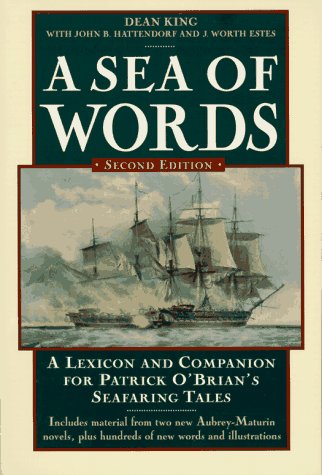 DEAN KING
WITH JOHN B. HATTENDORF AND J. WORTH ESTES
A SEA OF
WORDS
• SECOND EDITION •
A LEXICON AND COMPANION
FOR PATRICK O'BRIAN'S
SEAFARING TALES
Includes material from two new Aubrey-Maturin
novels, plus hundreds of new words and illustrations